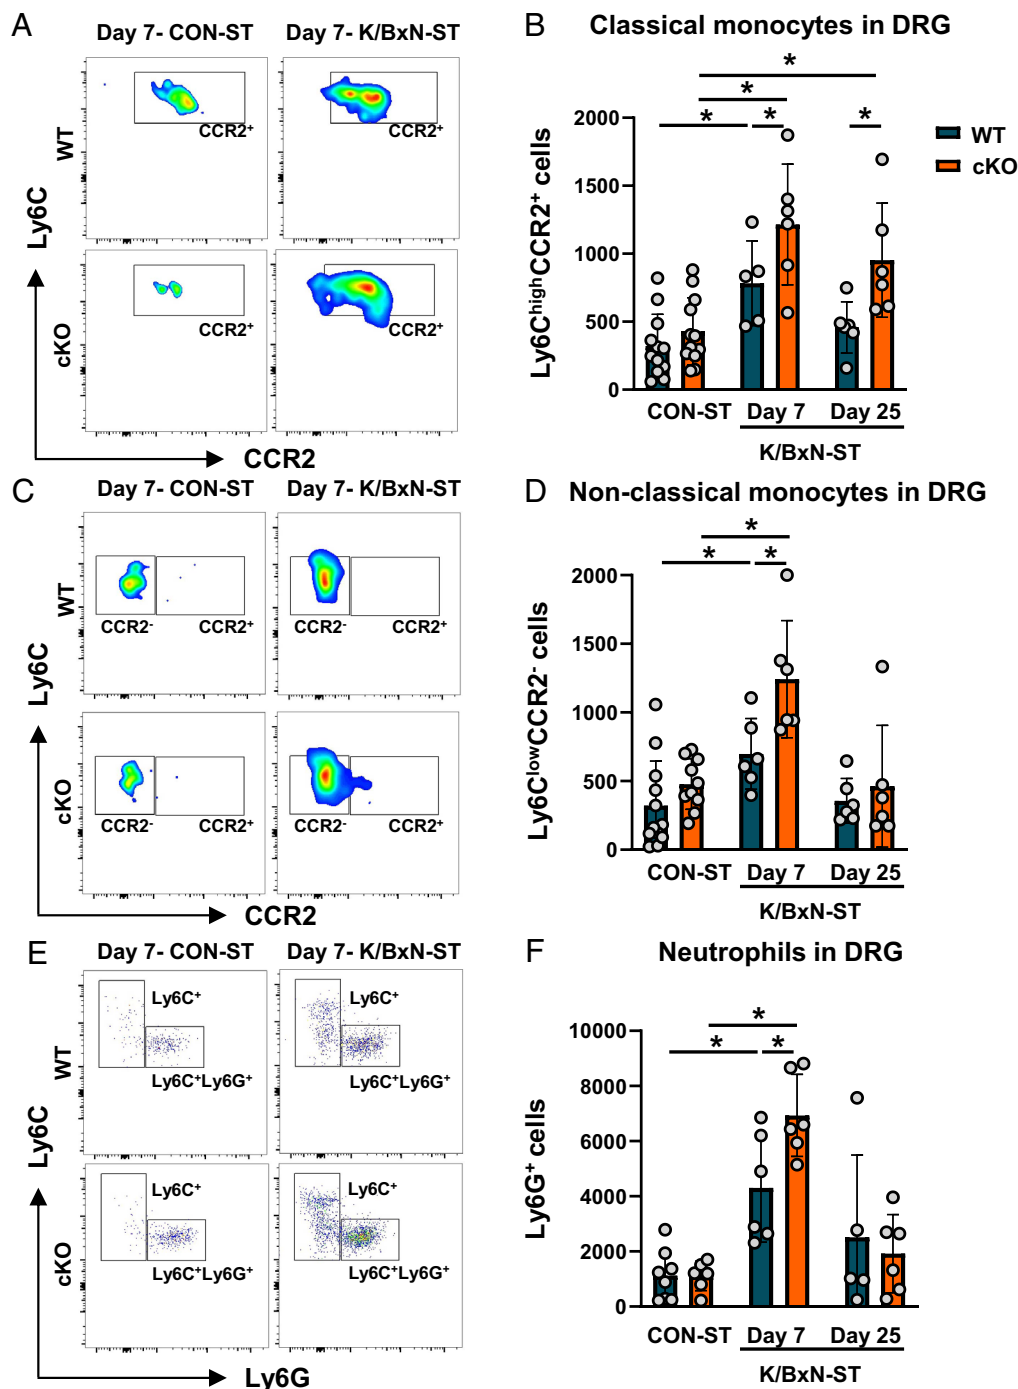 A
Day 7- CON-ST
Day 7- K/BxN-ST
WT
cKO
Ly6C
CCR2⁺
CCR2⁺
CCR2⁺
CCR2⁺
CCR2
B
Classical monocytes in DRG
*
*
*
*
*
WT
cKO
Ly6CʰⁱᵍʰCCR2⁺ cells
2000
1500
1000
500
0
CON-ST
Day 7
Day 25
K/BxN-ST
C
Day 7- CON-ST
Day 7- K/BxN-ST
WT
cKO
Ly6C
CCR2⁻
CCR2⁺
CCR2⁻
CCR2⁺
CCR2⁻
CCR2⁺
CCR2⁻
CCR2⁺
CCR2
D
Non-classical monocytes in DRG
*
*
*
Ly6CˡᵒʷCCR2⁻ cells
2000
1500
1000
500
0
CON-ST
Day 7
Day 25
K/BxN-ST
E
Day 7- CON-ST
Day 7- K/BxN-ST
WT
cKO
Ly6C
Ly6C⁺
Ly6C⁺Ly6G⁺
Ly6C⁺
Ly6C⁺Ly6G⁺
Ly6C⁺
Ly6C⁺Ly6G⁺
Ly6C⁺
Ly6C⁺Ly6G⁺
Ly6G
F
Neutrophils in DRG
*
*
*
Ly6G⁺ cells
10000
8000
6000
4000
2000
0
CON-ST
Day 7
Day 25
K/BxN-ST